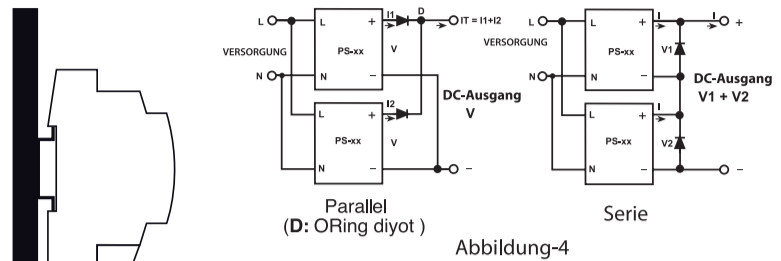 L
VERSORGUNG
N
L
N
PS-xx
+
−
I1
V
D
IT = I1+I2
L
N
PS-xx
+
−
I2
V
DC-Ausgang
V
−
Parallel
(D: ORing diyot )
L
VERSORGUNG
N
L
N
PS-xx
+
−
I
I
+
V1
L
N
PS-xx
+
−
I
V2
DC-Ausgang
V1 + V2
−
Serie
Abbildung-4